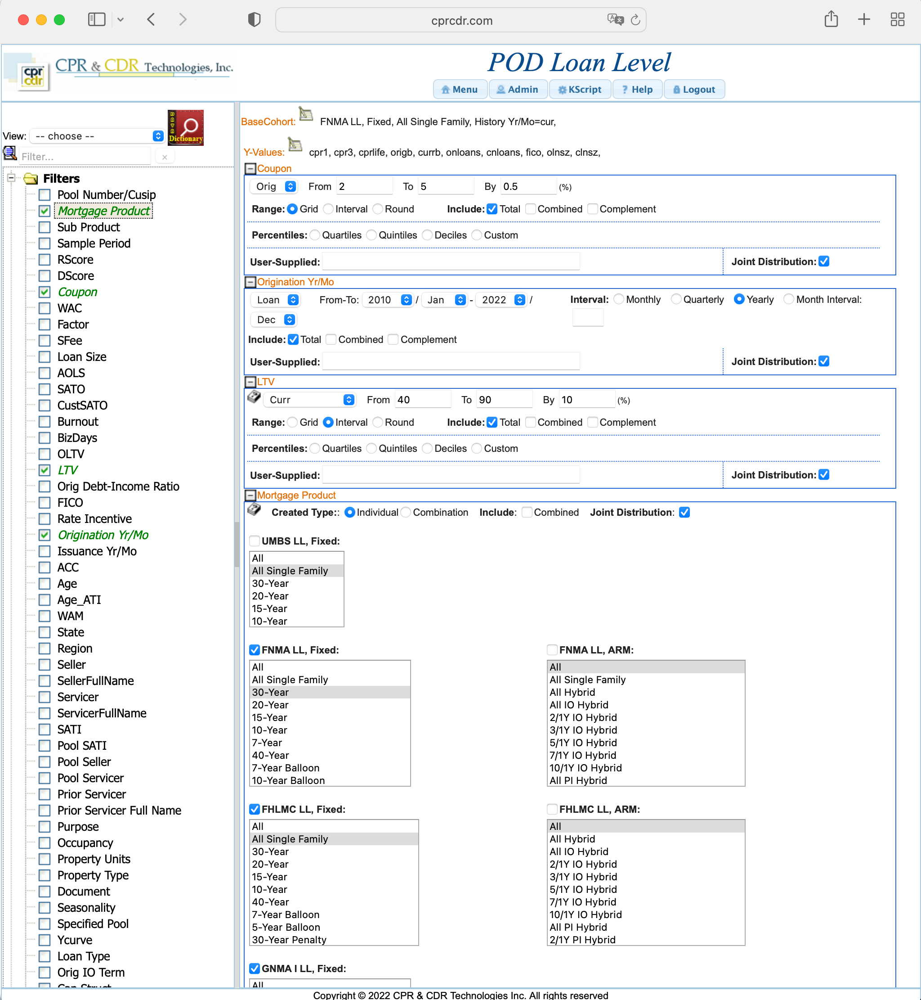 cprcdr.com
cpr cdr
CPR & CDR Technologies, Inc.
POD Loan Level
Menu Admin KScript Help Logout
View: -- choose -- Dictionary
Filter...
Filters
Pool Number/Cusip
Mortgage Product
Sub Product
Sample Period
RScore
DScore
Coupon
WAC
Factor
SFee
Loan Size
AOLS
SATO
CustSATO
Burnout
BizDays
OLTV
LTV
Orig Debt-Income Ratio
FICO
Rate Incentive
Origination Yr/Mo
Issuance Yr/Mo
ACC
Age
Age_ATI
WAM
State
Region
Seller
SellerFullName
Servicer
ServicerFullName
SATI
Pool SATI
Pool Seller
Pool Servicer
Prior Servicer
Prior Servicer Full Name
Purpose
Occupancy
Property Units
Property Type
Document
Seasonality
Specified Pool
Ycurve
Loan Type
Orig IO Term
BaseCohort: FNMA LL, Fixed, All Single Family, History Yr/Mo=cur,
Y-Values: cpr1, cpr3, cprlife, origb, currb, onloans, cnloans, fico, olnsz, clnsz,
Coupon
Orig From 2 To 5 By 0.5 (%)
Range: Grid Interval Round Include: Total Combined Complement
Percentiles: Quartiles Quintiles Deciles Custom
User-Supplied: Joint Distribution:
Origination Yr/Mo
Loan From-To: 2010 / Jan - 2022 / Interval: Monthly Quarterly Yearly Month Interval:
Dec
Include: Total Combined Complement
User-Supplied: Joint Distribution:
LTV
Curr From 40 To 90 By 10 (%)
Range: Grid Interval Round Include: Total Combined Complement
Percentiles: Quartiles Quintiles Deciles Custom
User-Supplied: Joint Distribution:
Mortgage Product
Created Type:: Individual Combination Include: Combined Joint Distribution:
UMBS LL, Fixed:
All
All Single Family
30-Year
20-Year
15-Year
10-Year
FNMA LL, Fixed:
All
All Single Family
30-Year
20-Year
15-Year
10-Year
7-Year
40-Year
7-Year Balloon
10-Year Balloon
FNMA LL, ARM:
All
All Single Family
All Hybrid
All IO Hybrid
2/1Y IO Hybrid
3/1Y IO Hybrid
5/1Y IO Hybrid
7/1Y IO Hybrid
10/1Y IO Hybrid
All PI Hybrid
FHLMC LL, Fixed:
All
All Single Family
30-Year
20-Year
15-Year
10-Year
40-Year
7-Year Balloon
5-Year Balloon
30-Year Penalty
FHLMC LL, ARM:
All
All Hybrid
All IO Hybrid
2/1Y IO Hybrid
3/1Y IO Hybrid
5/1Y IO Hybrid
7/1Y IO Hybrid
10/1Y IO Hybrid
All PI Hybrid
2/1Y PI Hybrid
GNMA I LL, Fixed:
All
Copyright © 2022 CPR & CDR Technologies Inc. All rights reserved